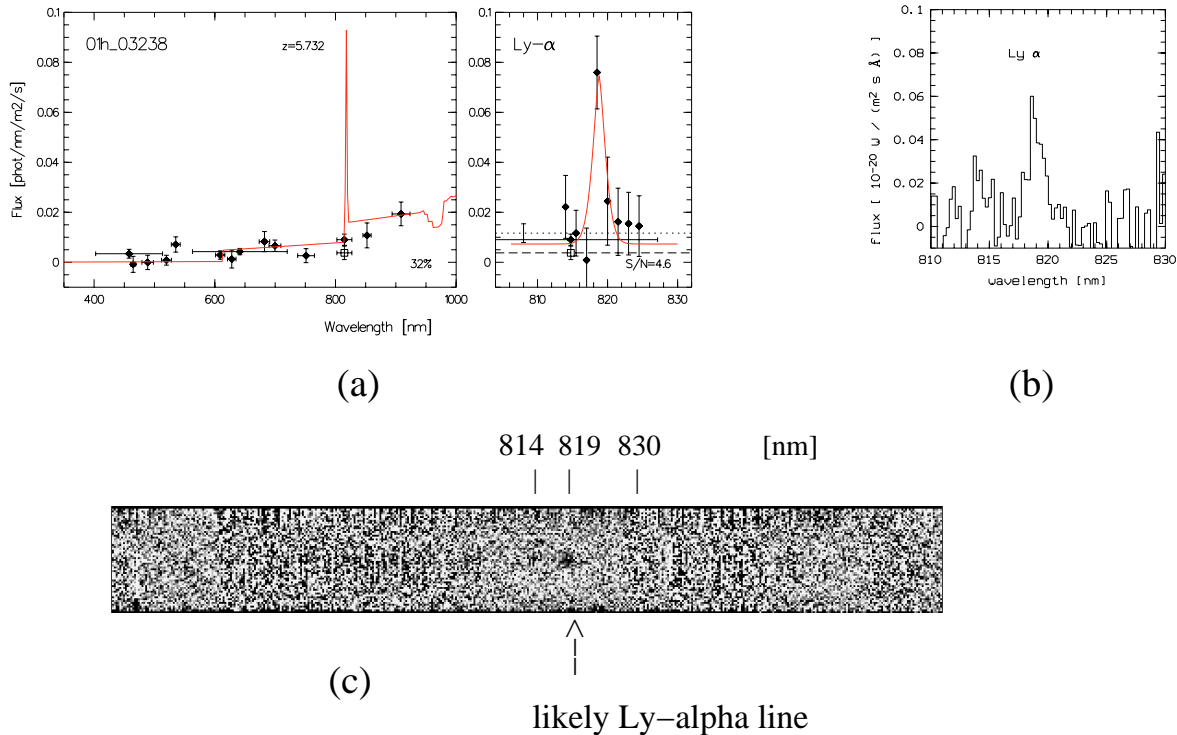 01h_03238
z=5.732
32%
Flux [phot/nm/m2/s]
0.1
0.08
0.06
0.04
0.02
0
400 600 800 1000
Wavelength [nm]
Ly-α
S/N=4.6
0.1
0.08
0.06
0.04
0.02
0
810 820 830
(a)
Ly α
flux [ 10⁻²⁰ W / (m² s Å) ]
0.1
0.08
0.06
0.04
0.02
0
810 815 820 825 830
wavelength [nm]
(b)
814 819 830 [nm]
(c)
likely Ly-alpha line